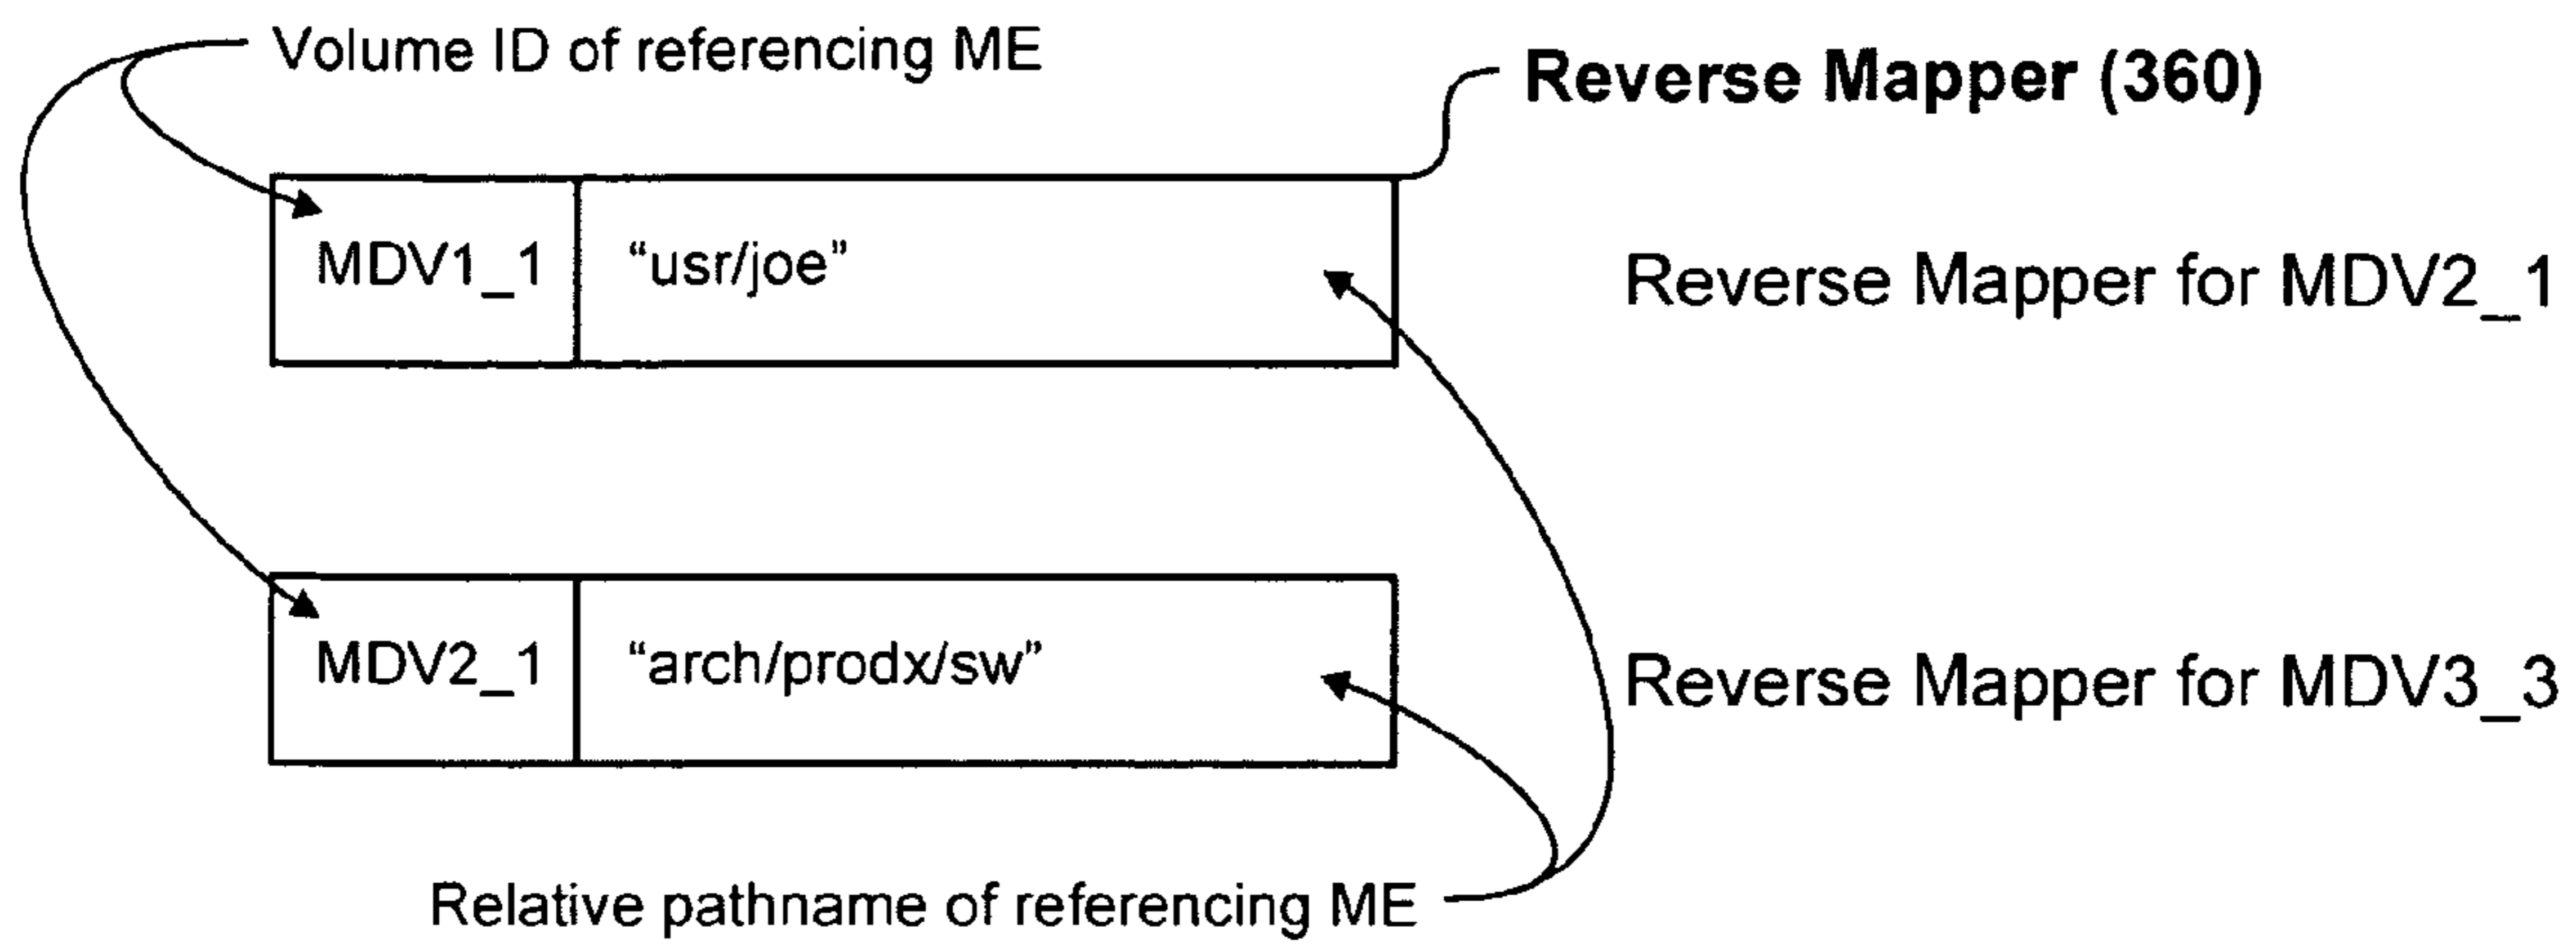 Volume ID of referencing ME
Reverse Mapper (360)
MDV1_1
“usr/joe”
Reverse Mapper for MDV2_1
MDV2_1
“arch/prodx/sw”
Reverse Mapper for MDV3_3
Relative pathname of referencing ME